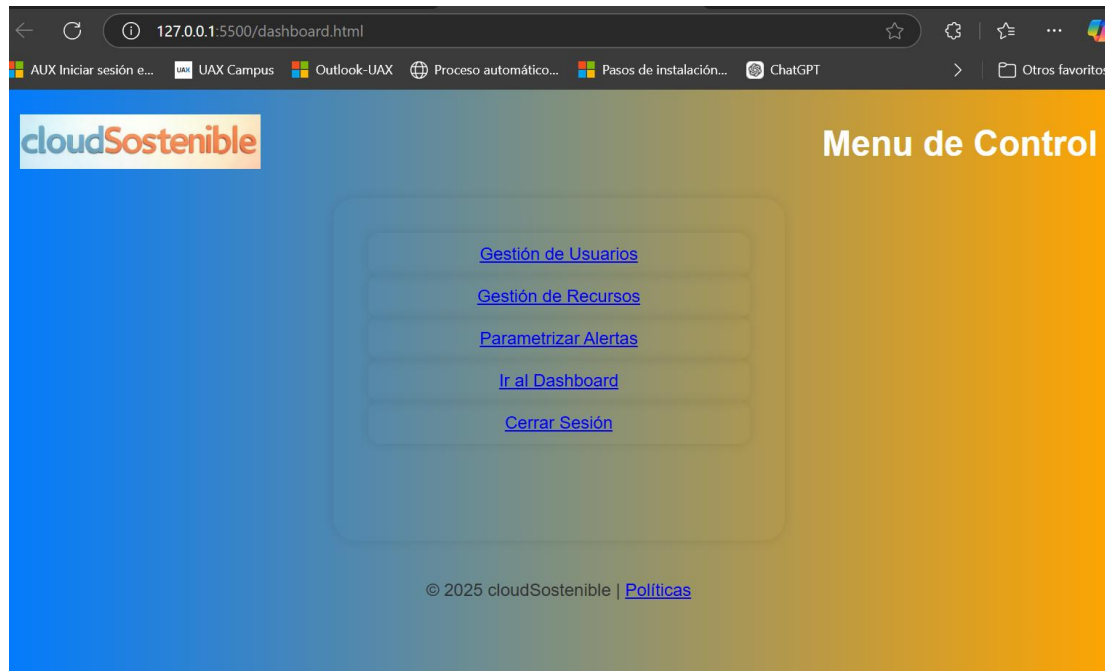 127.0.0.1:5500/dashboard.html
AUX Iniciar sesión e... UAX UAX Campus Outlook-UAX Proceso automático... Pasos de instalación... ChatGPT Otros favoritos
cloudSostenible
Menu de Control
Gestión de Usuarios
Gestión de Recursos
Parametrizar Alertas
Ir al Dashboard
Cerrar Sesión
© 2025 cloudSostenible | Políticas